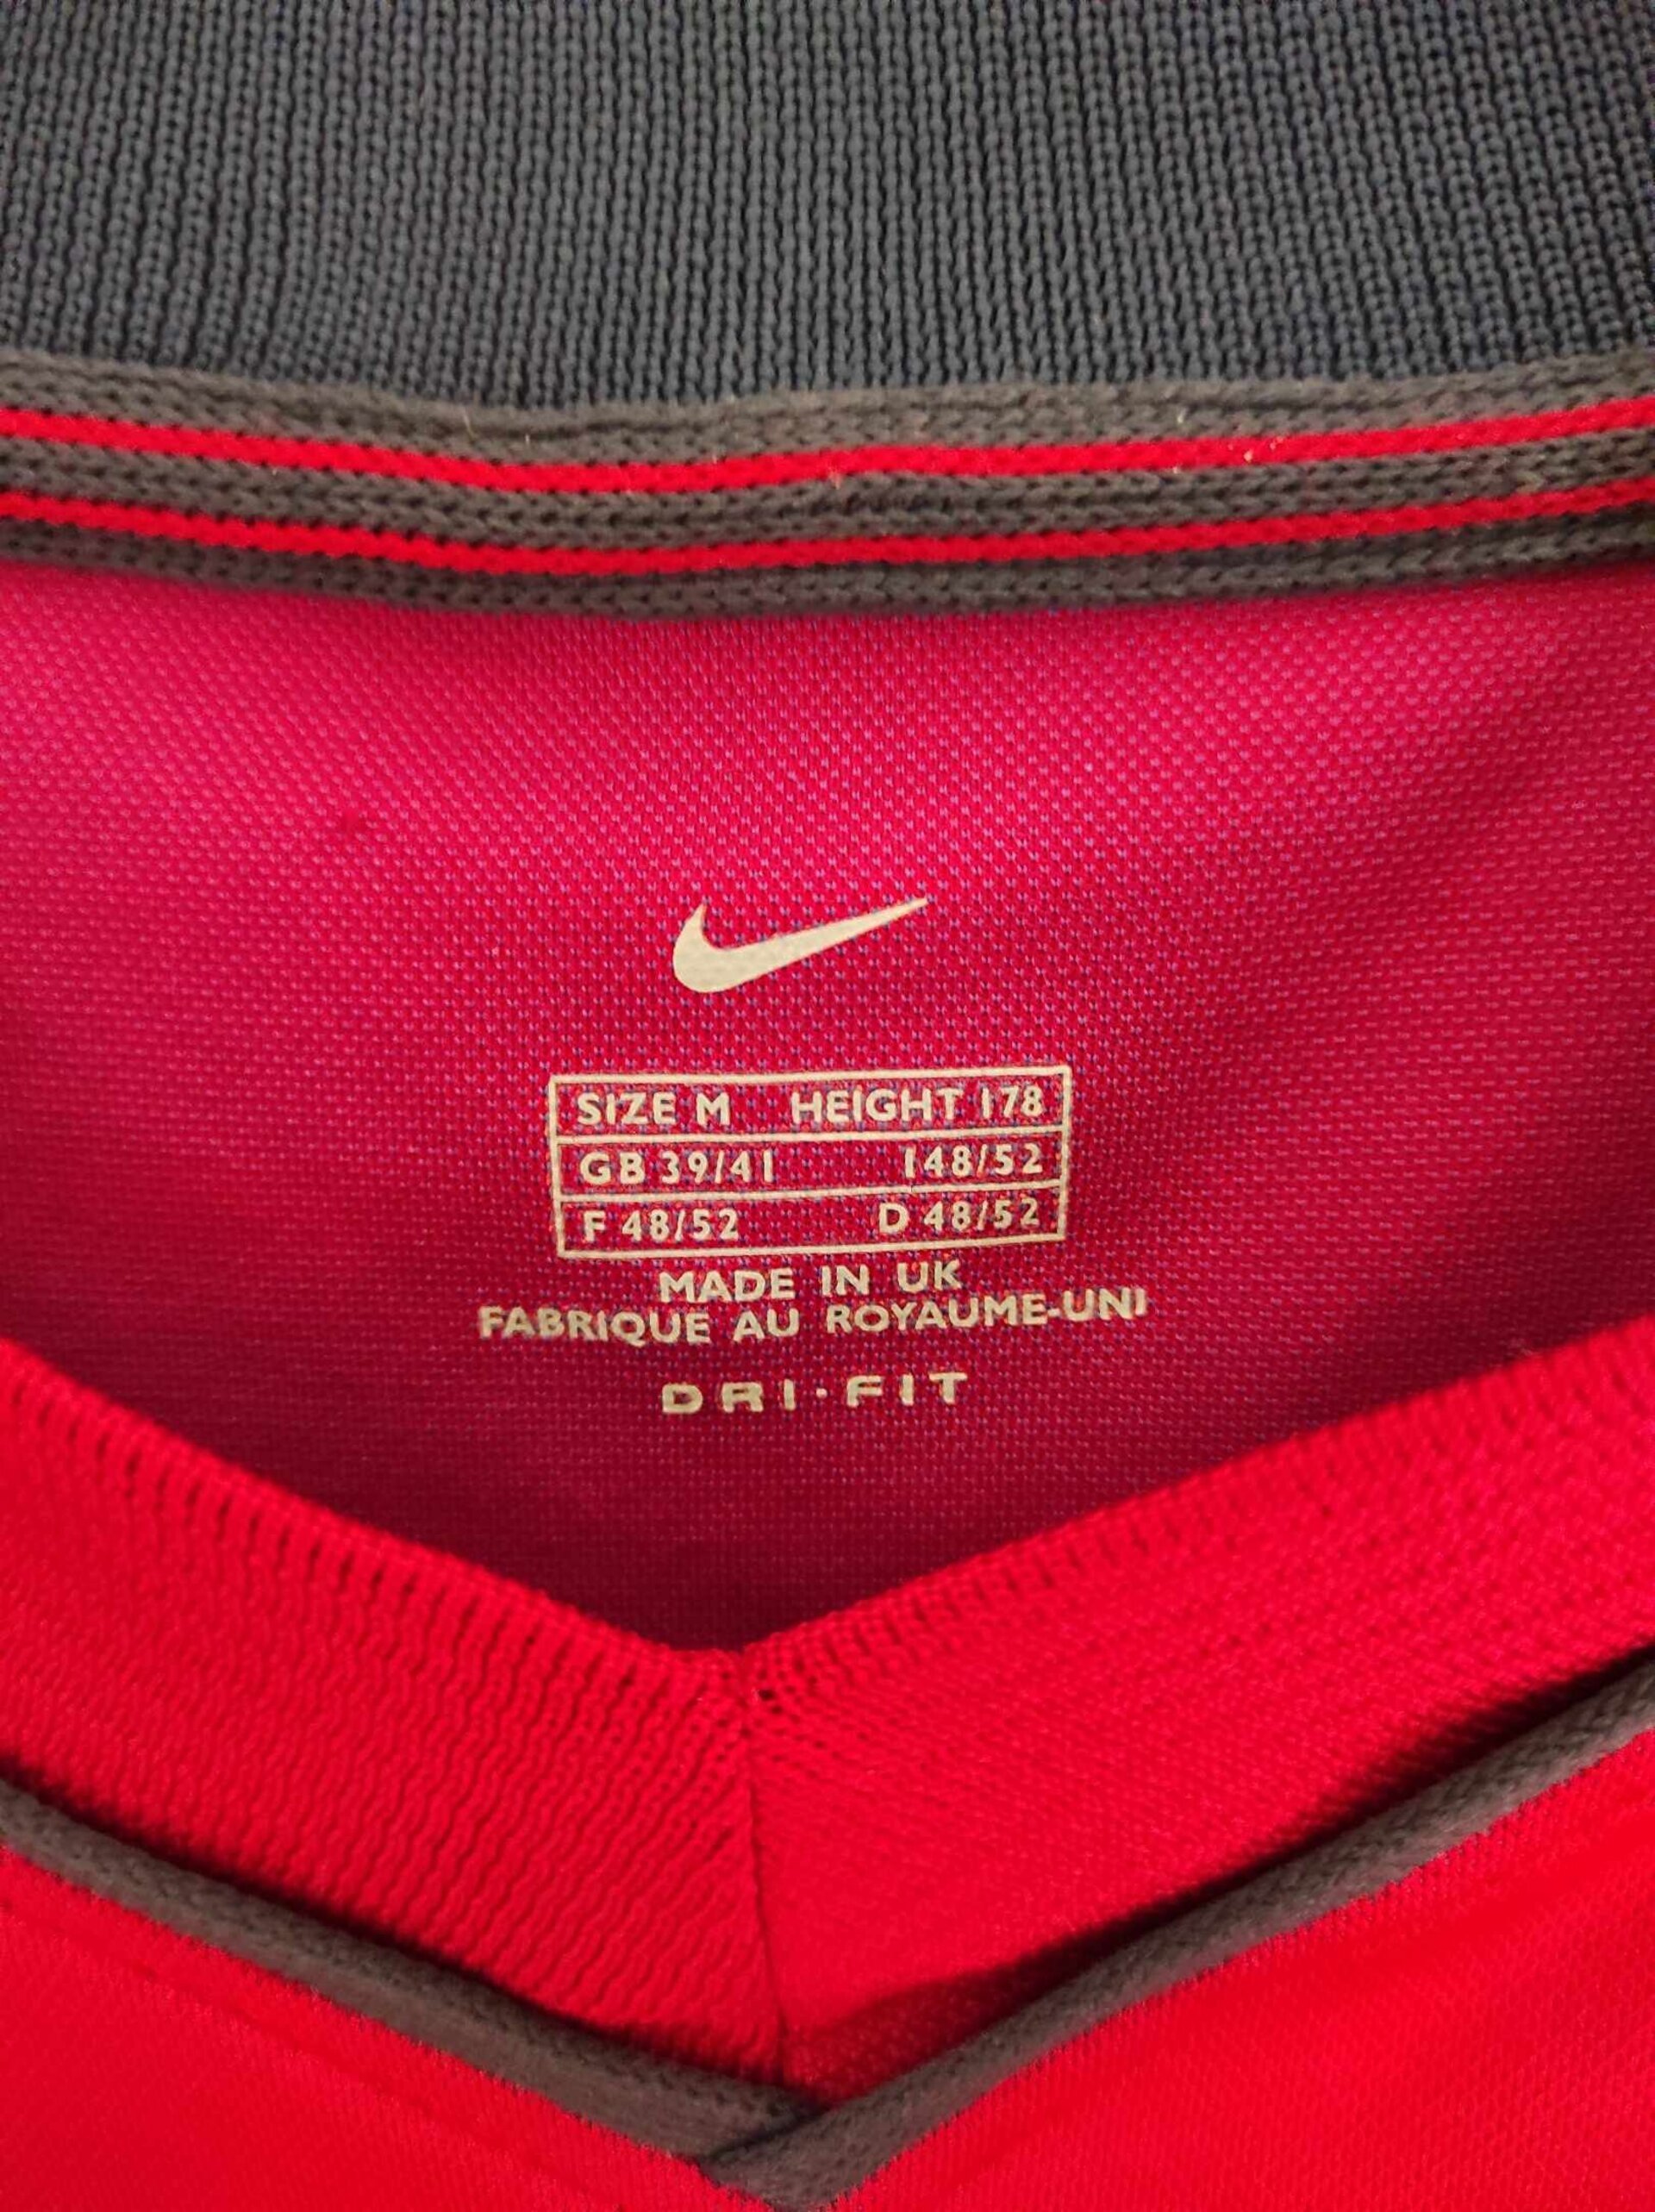 SIZE M HEIGHT 178
GB 39/41 I48/52
F 48/52 D 48/52
MADE IN UK
FABRIQUE AU ROYAUME-UNI
DRI·FIT